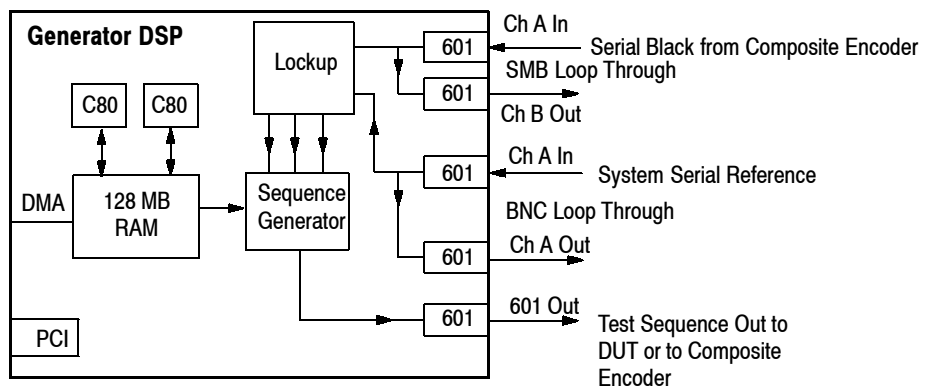 Generator DSP
Lockup
C80
C80
DMA
128 MB
RAM
Sequence
Generator
PCI
601
601
601
601
601
Ch A In
Serial Black from Composite Encoder
SMB Loop Through
Ch B Out
Ch A In
System Serial Reference
BNC Loop Through
Ch A Out
601 Out
Test Sequence Out to
DUT or to Composite
Encoder